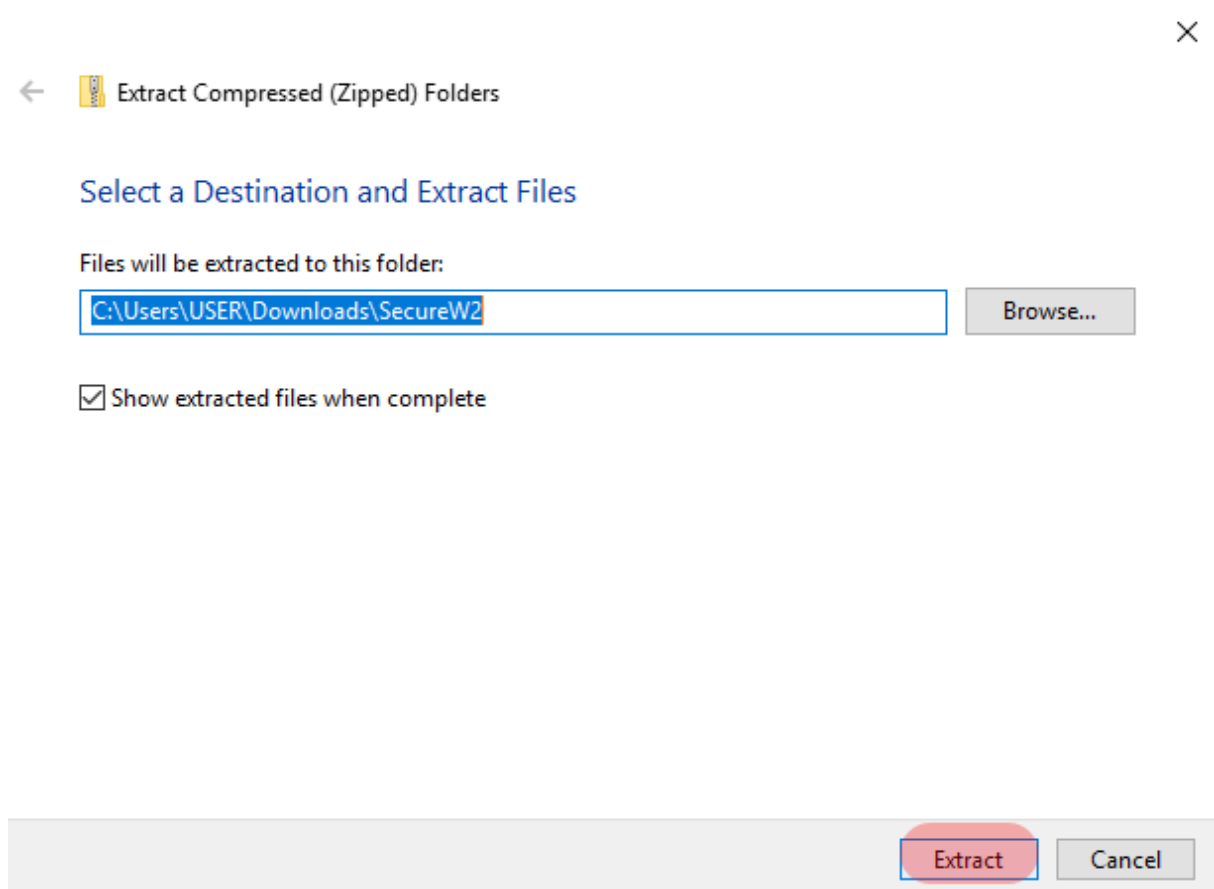 Extract Compressed (Zipped) Folders
Select a Destination and Extract Files
Files will be extracted to this folder:
C:\Users\USER\Downloads\SecureW2
Browse...
Show extracted files when complete
Extract
Cancel